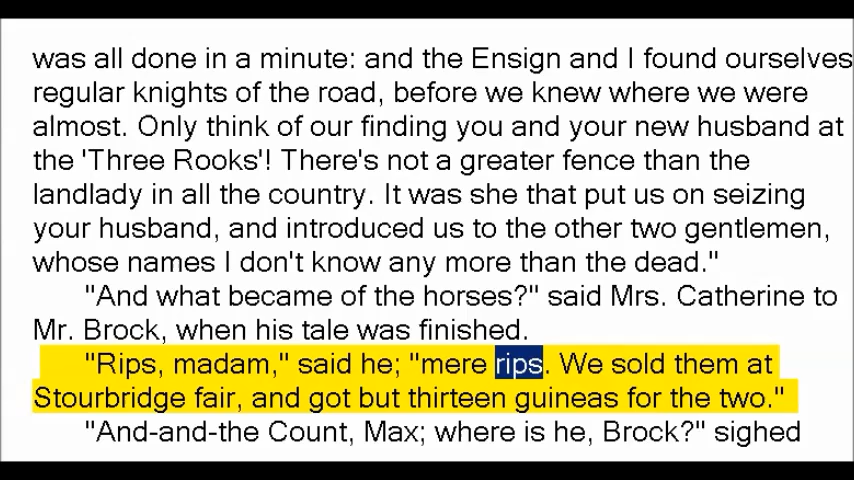 was all done in a minute: and the Ensign and I found ourselves
regular knights of the road, before we knew where we were
almost. Only think of our finding you and your new husband at
the 'Three Rooks'! There's not a greater fence than the
landlady in all the country. It was she that put us on seizing
your husband, and introduced us to the other two gentlemen,
whose names I don't know any more than the dead."
"And what became of the horses?" said Mrs. Catherine to
Mr. Brock, when his tale was finished.
"Rips, madam," said he; "mere rips. We sold them at
Stourbridge fair, and got but thirteen guineas for the two."
"And-and-the Count, Max; where is he, Brock?" sighed